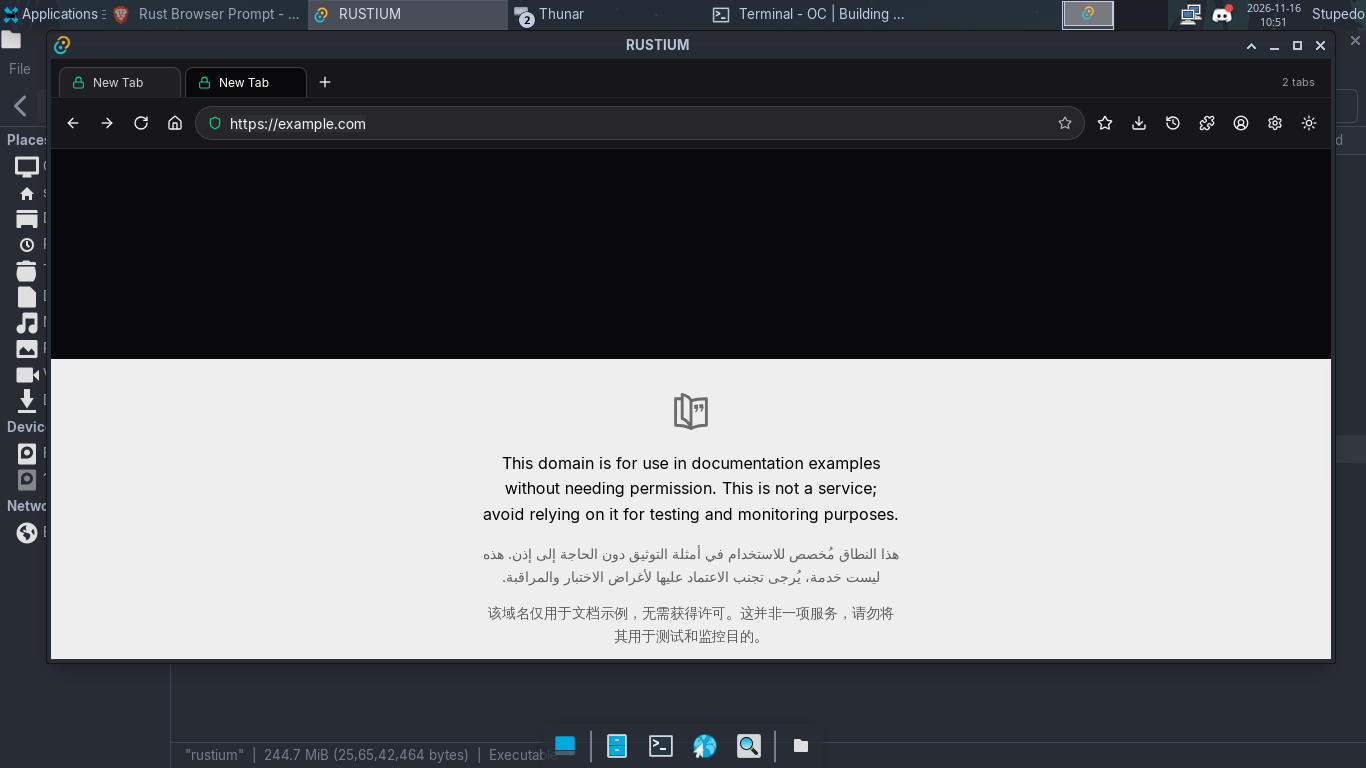 Applications
Rust Browser Prompt - ...
RUSTIUM
2
Thunar
Terminal - OC | Building ...
2026-11-16
10:51
Stupedo
RUSTIUM
File
New Tab
New Tab
2 tabs
https://example.com
Places
Devic
Netwo
This domain is for use in documentation examples
without needing permission. This is not a service;
avoid relying on it for testing and monitoring purposes.
هذا النطاق مُخصص للاستخدام في أمثلة التوثيق دون الحاجة إلى إذن. هذه
ليست خدمة، يُرجى تجنب الاعتماد عليها لأغراض الاختبار والمراقبة.
该域名仅用于文档示例，无需获得许可。这并非一项服务，请勿将
其用于测试和监控目的。
"rustium" | 244.7 MiB (25,65,42,464 bytes) | Executable